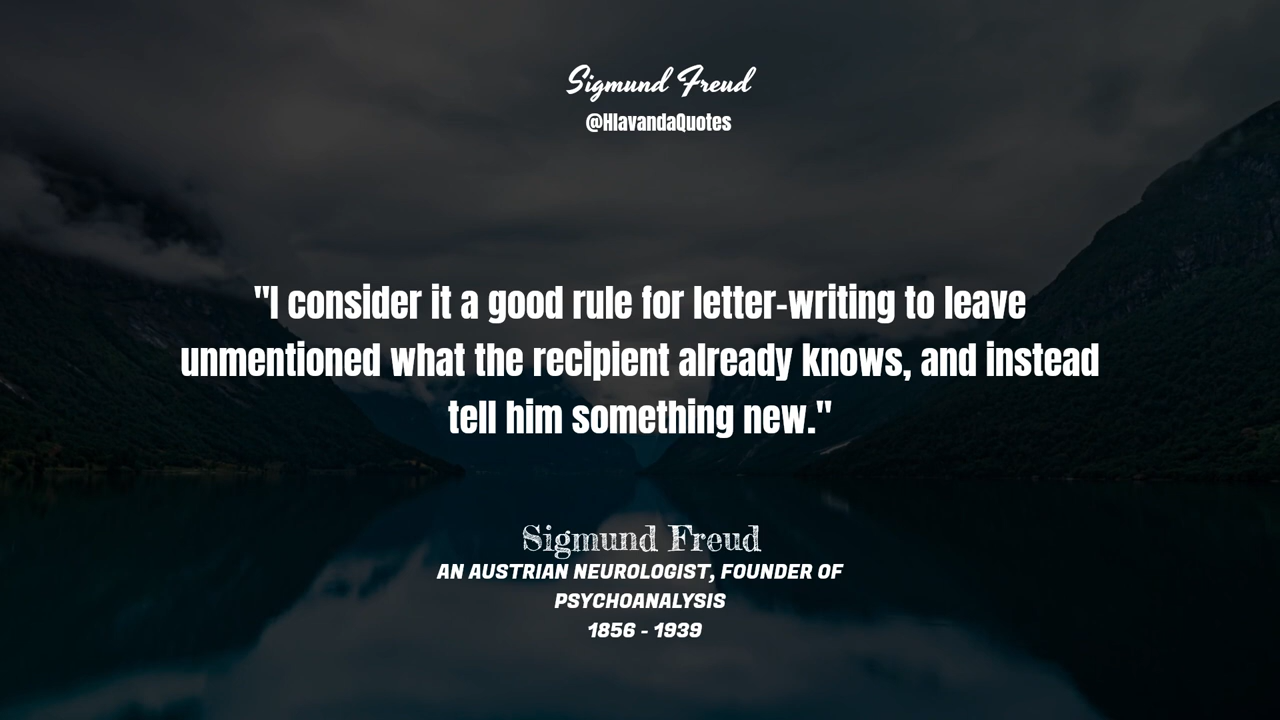 Sigmund Freud
@HlavandaQuotes
"I consider it a good rule for letter-writing to leave
unmentioned what the recipient already knows, and instead
tell him something new."
Sigmund Freud
AN AUSTRIAN NEUROLOGIST, FOUNDER OF
PSYCHOANALYSIS
1856 - 1939